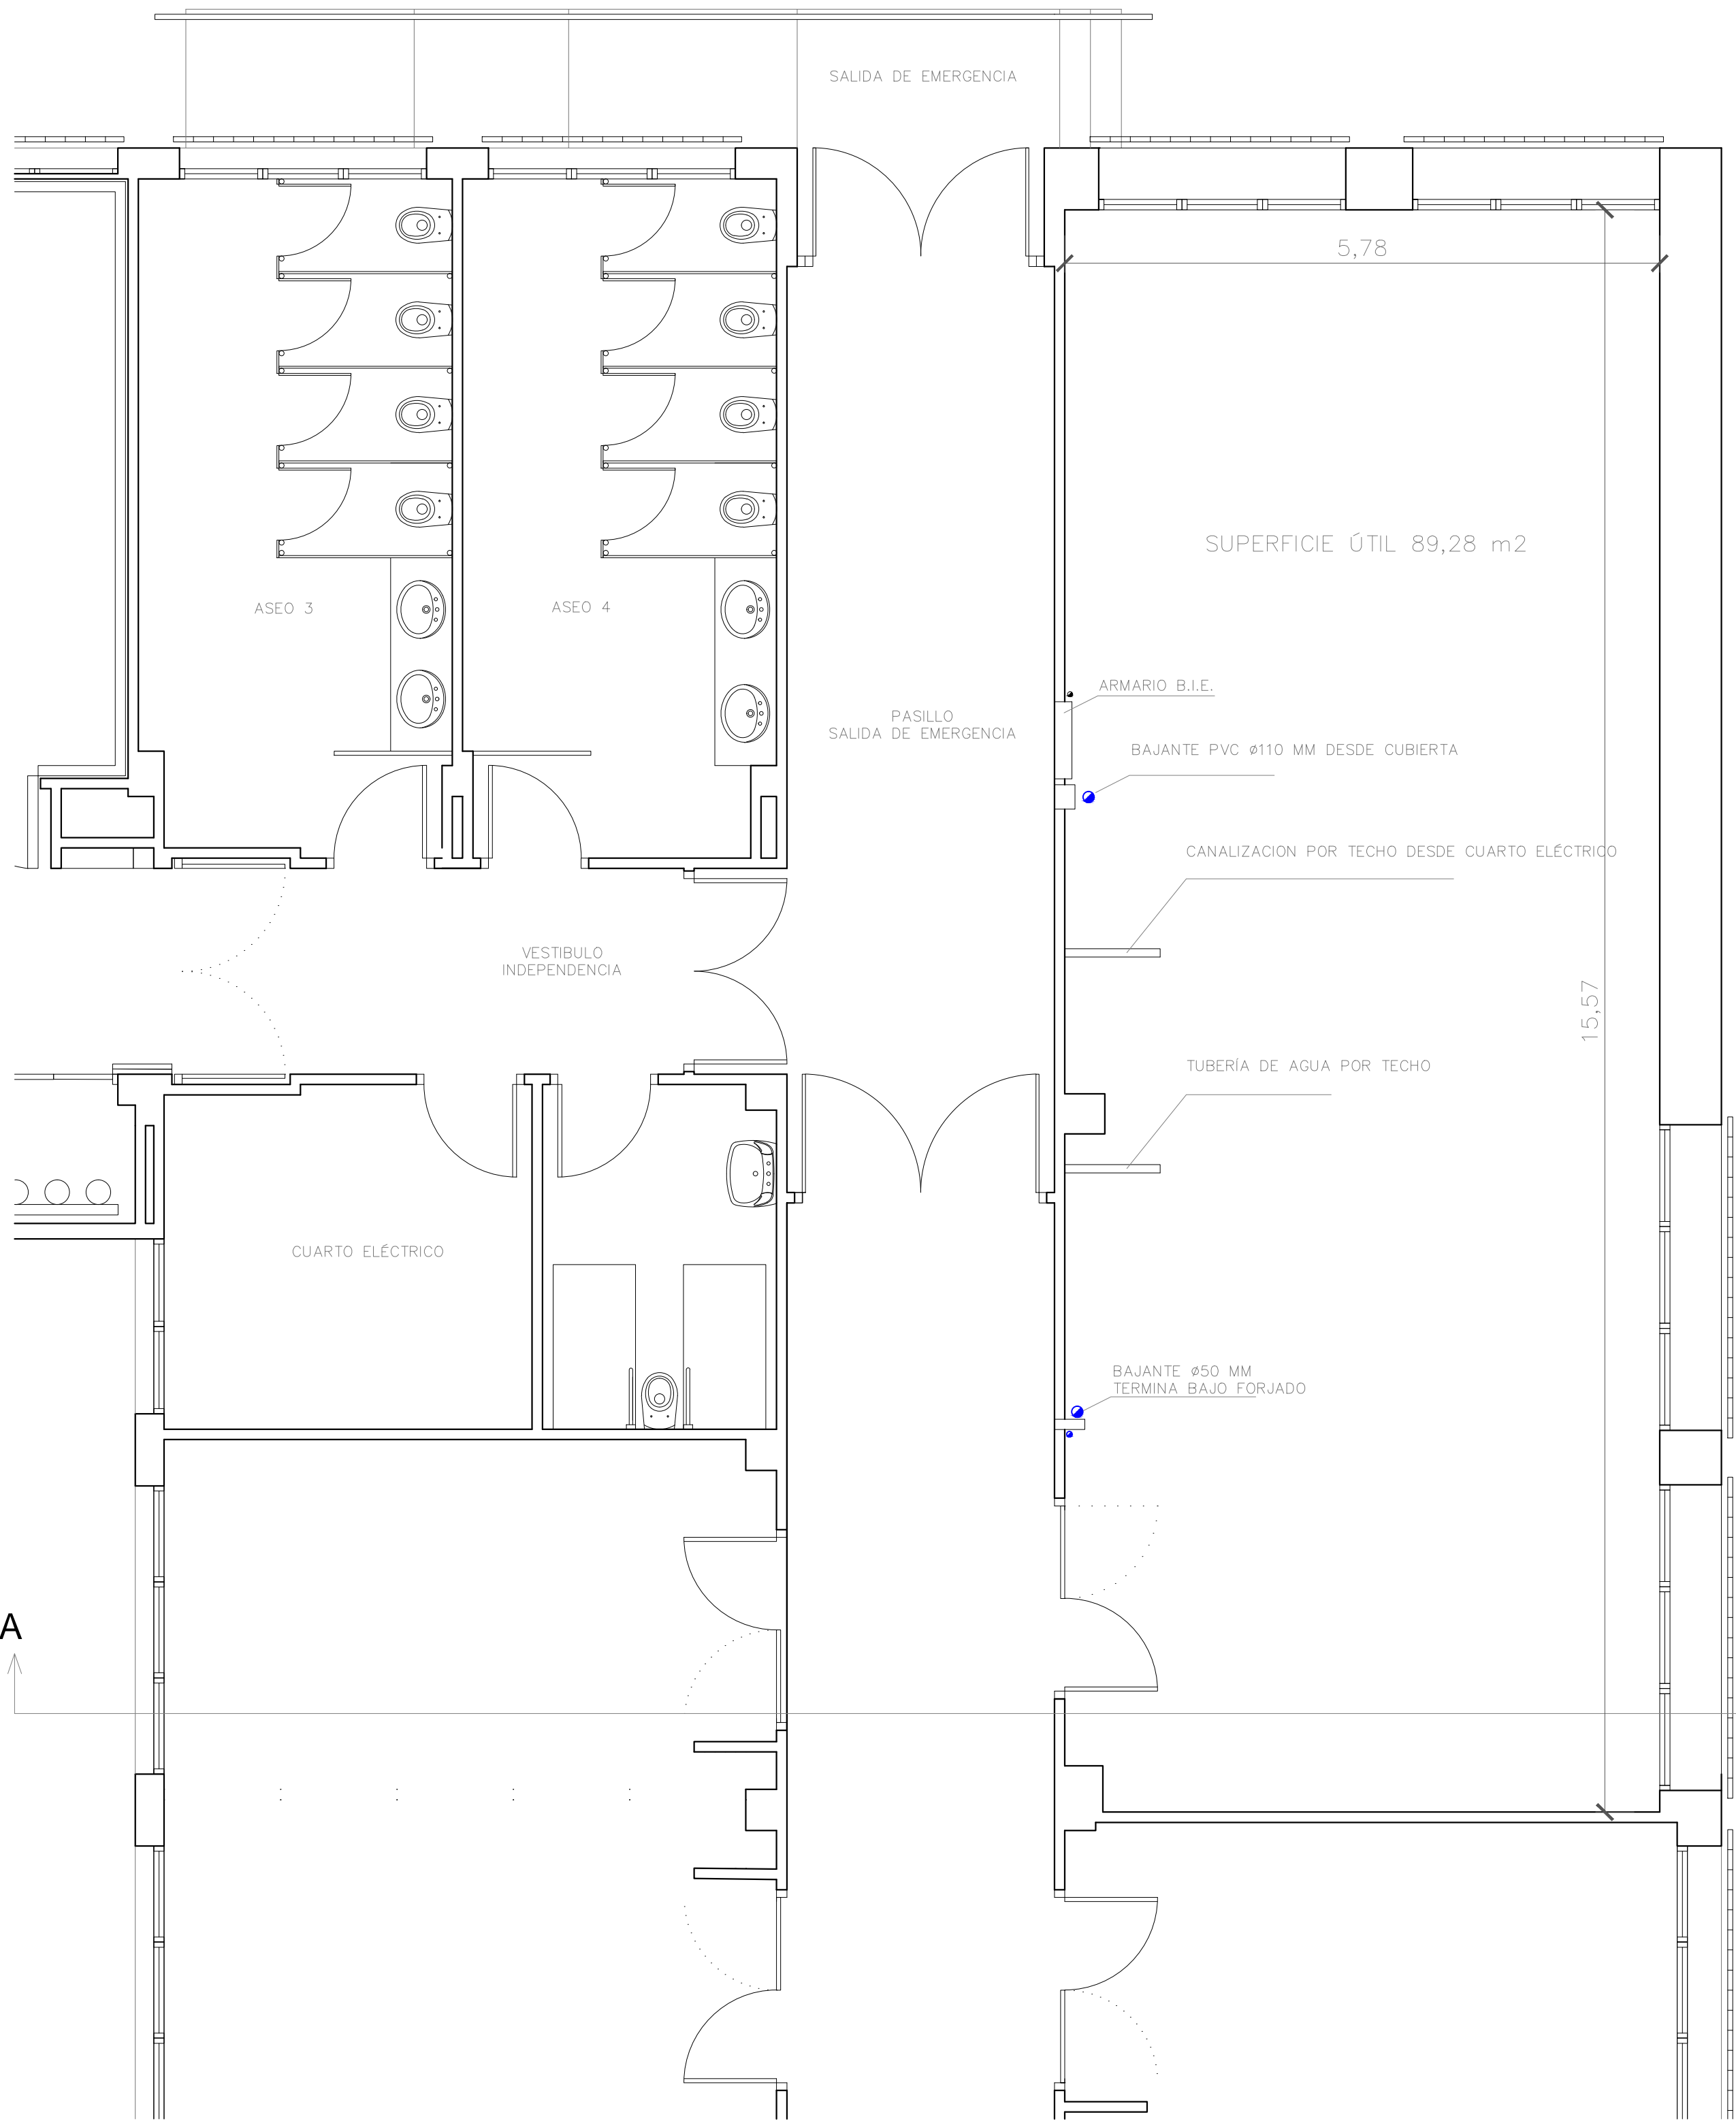 SALIDA DE EMERGENCIA
5,78
SUPERFICIE ÚTIL 89,28 m2
ASEO 3
ASEO 4
ARMARIO B.I.E.
PASILLO
SALIDA DE EMERGENCIA
BAJANTE PVC ø110 MM DESDE CUBIERTA
CANALIZACION POR TECHO DESDE CUARTO ELÉCTRICO
VESTIBULO
INDEPENDENCIA
15,57
TUBERÍA DE AGUA POR TECHO
CUARTO ELÉCTRICO
BAJANTE ø50 MM
TERMINA BAJO FORJADO
A